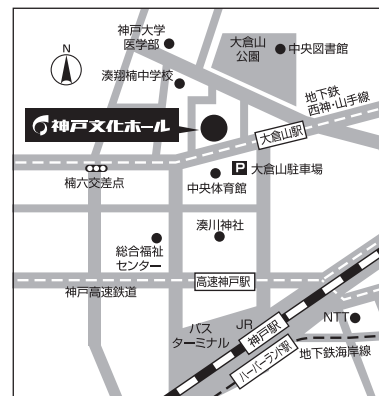 神戸大学
医学部
大倉山
公園
中央図書館
N
湊翔楠中学校
地下鉄
西神・山手線
神戸文化ホール
大倉山駅
P 大倉山駐車場
楠六交差点
中央体育館
湊川神社
総合福祉
センター
高速神戸駅
神戸高速鉄道
バス
ターミナル
JR
神戸駅
NTT
ハーバーランド駅
地下鉄海岸線